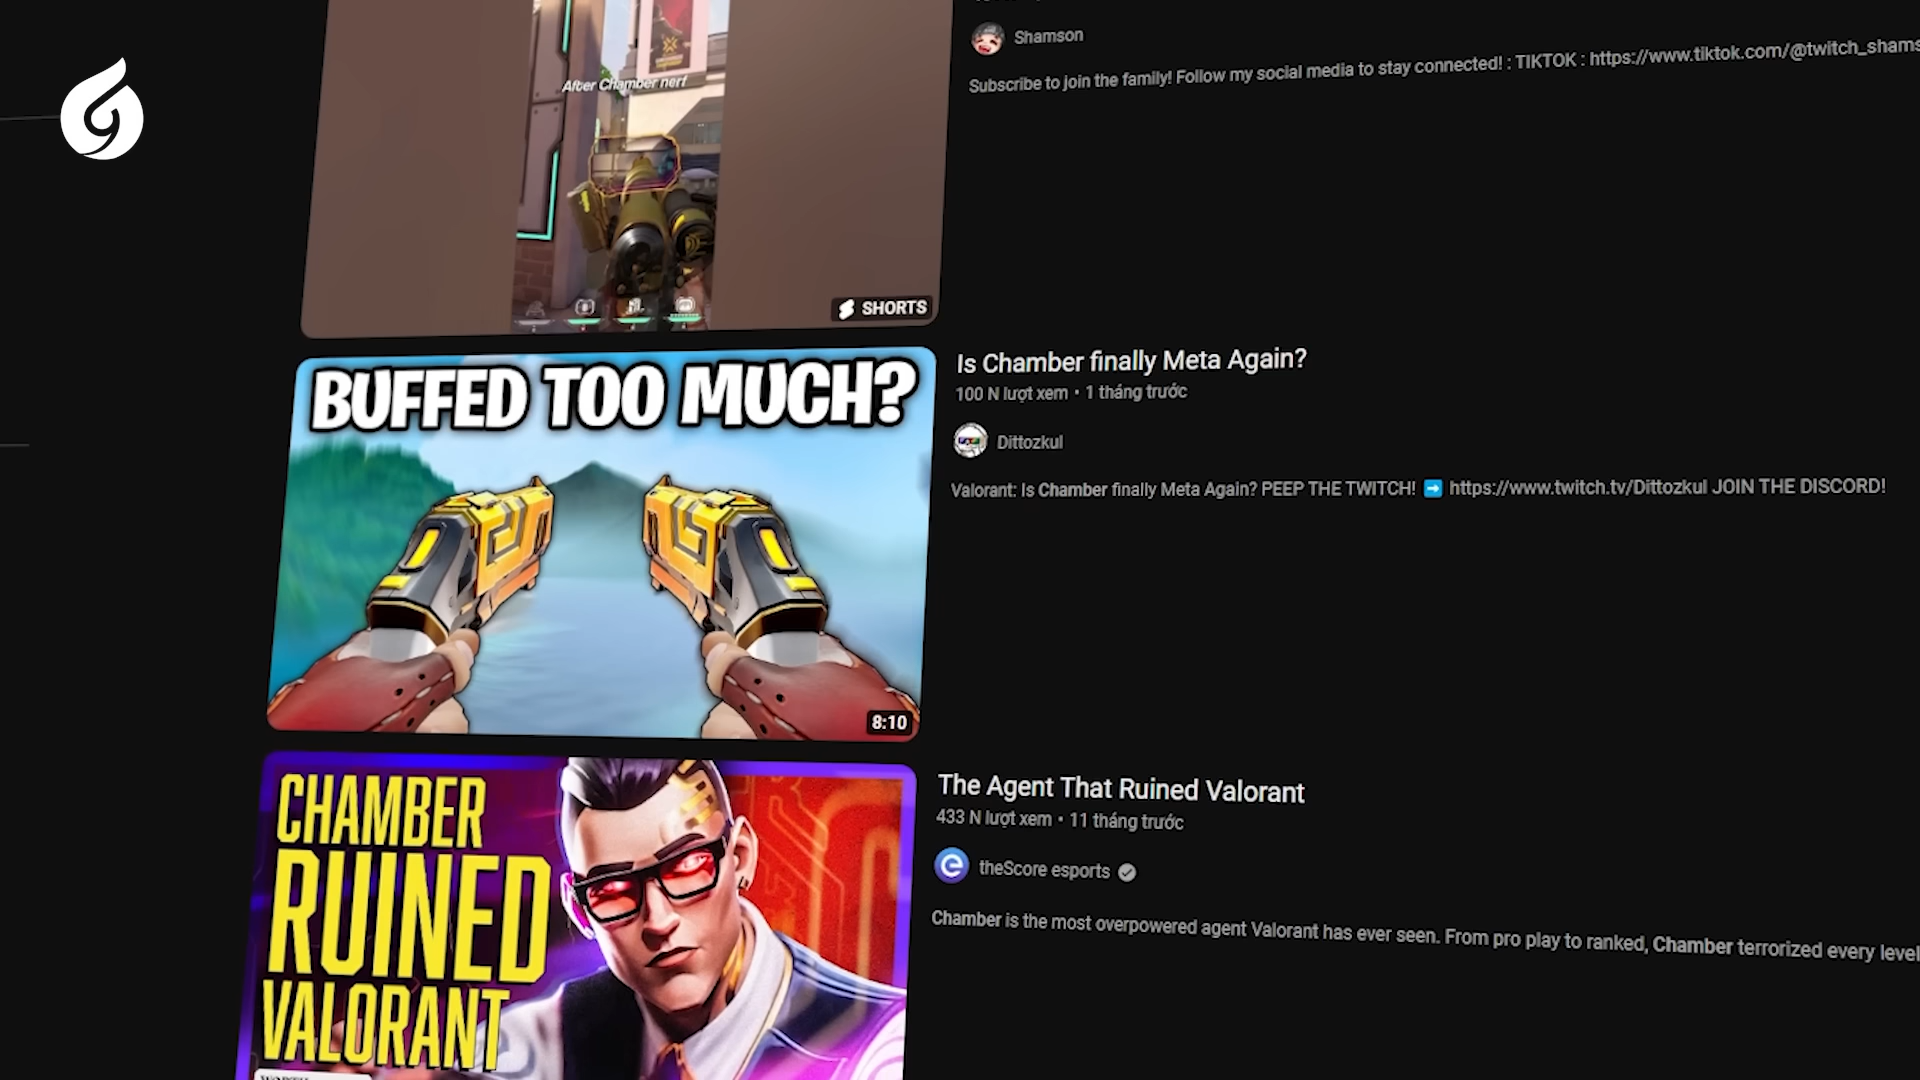 After Chamber nerf
SHORTS
Shamson
Subscribe to join the family! Follow my social media to stay connected! : TIKTOK : https://www.tiktok.com/@twitch_shams
BUFFED TOO MUCH?
8:10
Is Chamber finally Meta Again?
100 N lượt xem • 1 tháng trước
Dittozkul
Valorant: Is Chamber finally Meta Again? PEEP THE TWITCH! ➡ https://www.twitch.tv/Dittozkul JOIN THE DISCORD!
CHAMBER
RUINED
VALORANT
The Agent That Ruined Valorant
433 N lượt xem • 11 tháng trước
theScore esports
Chamber is the most overpowered agent Valorant has ever seen. From pro play to ranked, Chamber terrorized every level